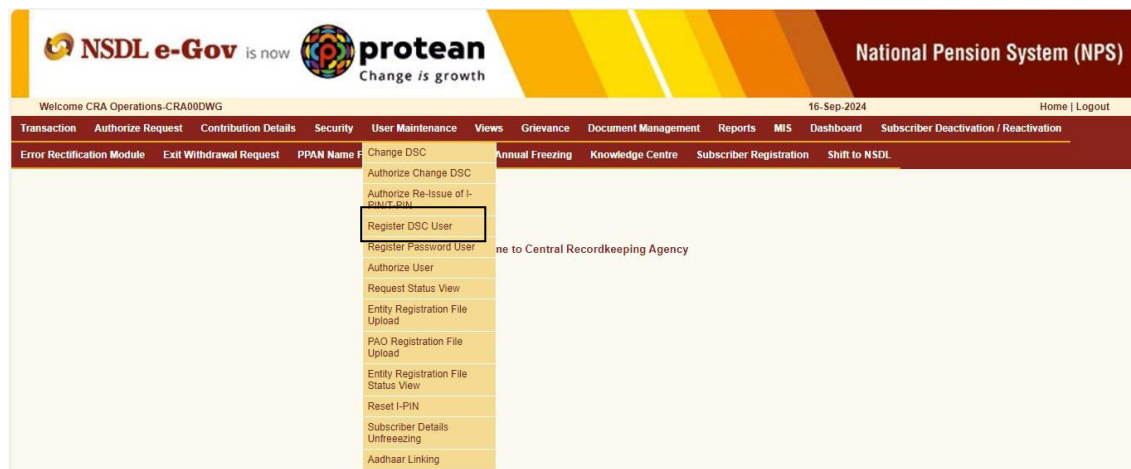 NSDL e-Gov is now protean
Change is growth
National Pension System (NPS)
Welcome CRA Operations-CRA00DWG 16-Sep-2024 Home | Logout
Transaction Authorize Request Contribution Details Security User Maintenance Views Grievance Document Management Reports MIS Dashboard Subscriber Deactivation / Reactivation
Error Rectification Module Exit Withdrawal Request PPAN Name F Annual Freezing Knowledge Centre Subscriber Registration Shift to NSDL
Change DSC
Authorize Change DSC
Authorize Re-Issue of I-
PIN/T-PIN
Register DSC User
Register Password User
me to Central Recordkeeping Agency
Authorize User
Request Status View
Entity Registration File
Upload
PAO Registration File
Upload
Entity Registration File
Status View
Reset I-PIN
Subscriber Details
Unfreeezing
Aadhaar Linking